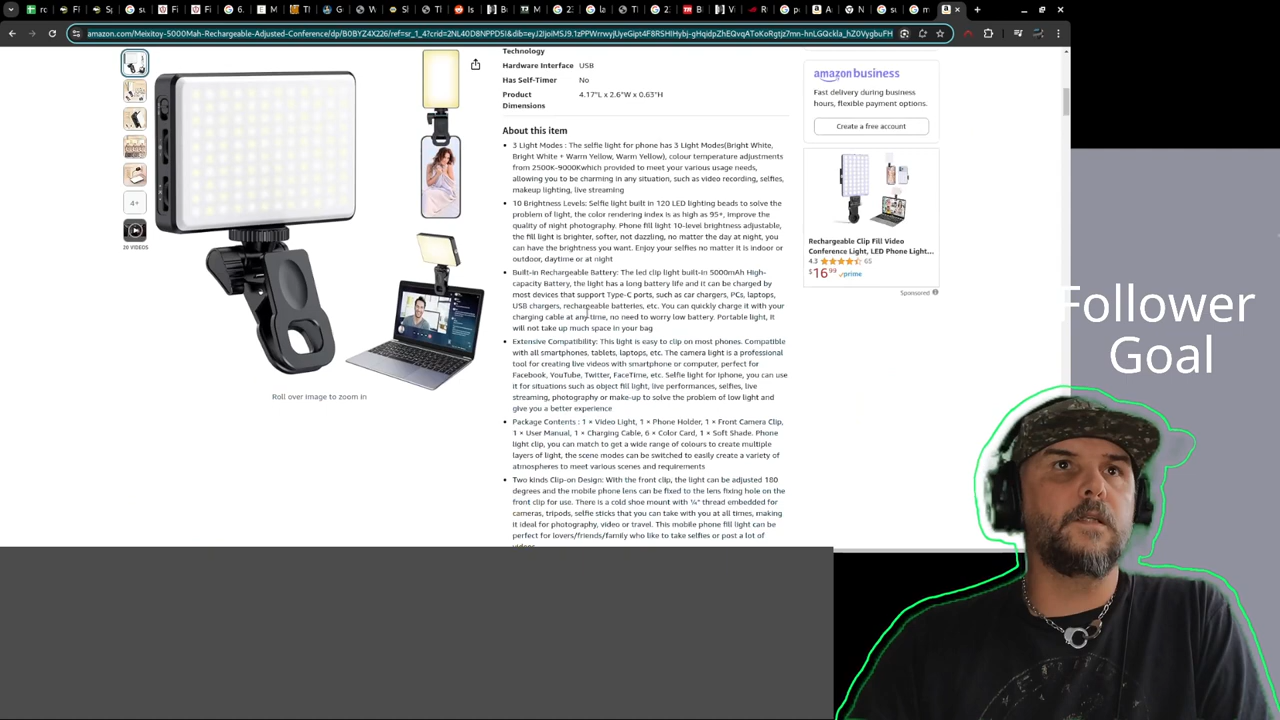 amazon.com/Meixitoy-5000Mah-Rechargeable-Adjusted-Conference/dp/B0BYZ4X226/ref=sr_1_4?crid=2NL40D8NPPD5I&dib=
Technology
Hardware Interface USB
Has Self-Timer No
Product Dimensions 4.17"L x 2.6"W x 0.63"H
About this item
3 Light Modes : The selfie light for phone has 3 Light Modes(Bright White,
Bright White + Warm Yellow, Warm Yellow), colour temperature adjustments
from 2500K-9000Kwhich provided to meet your various usage needs,
allowing you to be charming in any situation, such as video recording, selfies,
makeup lighting, live streaming
10 Brightness Levels: Selfie light built in 120 LED lighting beads to solve the
problem of light, the color rendering index is as high as 95+, improve the
quality of night photography. Phone fill light 10-level brightness adjustable,
the fill light is brighter, softer, not dazzling, no matter the day at night, you
can have the brightness you want. Enjoy your selfies no matter it is indoor or
outdoor, daytime or at night
Built-in Rechargeable Battery: The led clip light built-in 5000mAh High-
capacity Battery, the light has a long battery life and it can be charged by
most devices that support Type-C ports, such as car chargers, PCs, laptops,
USB chargers, rechargeable batteries, etc. You can quickly charge it with your
charging cable at any time, no need to worry low battery. Portable light, it
will not take up much space in your bag
Extensive Compatibility: This light is easy to clip on most phones. Compatible
with all smartphones, tablets, laptops, etc. The camera light is a professional
tool for creating live videos with smartphone or computer, perfect for
Facebook, YouTube, Twitter, FaceTime, etc. Selfie light for iphone, you can use
it for situations such as object fill light, live performances, selfies, live
streaming, photography or make-up to solve the problem of low light and
give you a better experience
Package Contents : 1 × Video Light, 1 × Phone Holder, 1 × Front Camera Clip,
1 × User Manual, 1 × Charging Cable, 6 × Color Card, 1 × Soft Shade. Phone
light clip, you can match to get a wide range of colours to create multiple
layers of light, the scene modes can be switched to easily create a variety of
atmospheres to meet various scenes and requirements
Two kinds Clip-on Design: With the front clip, the light can be adjusted 180
degrees and the mobile phone lens can be fixed to the lens fixing hole on the
front clip for use. There is a cold shoe mount with ¼" thread embedded for
cameras, tripods, selfie sticks that you can take with you at all times, making
it ideal for photography, video or travel. This mobile phone fill light can be
perfect for lovers/friends/family who like to take selfies or post a lot of
videos
4+
20 VIDEOS
Roll over image to zoom in
amazon business
Fast delivery during business
hours, flexible payment options.
Create a free account
Rechargeable Clip Fill Video
Conference Light, LED Phone Light...
4.3 65
$16 99 prime
Sponsored
Follower
Goal